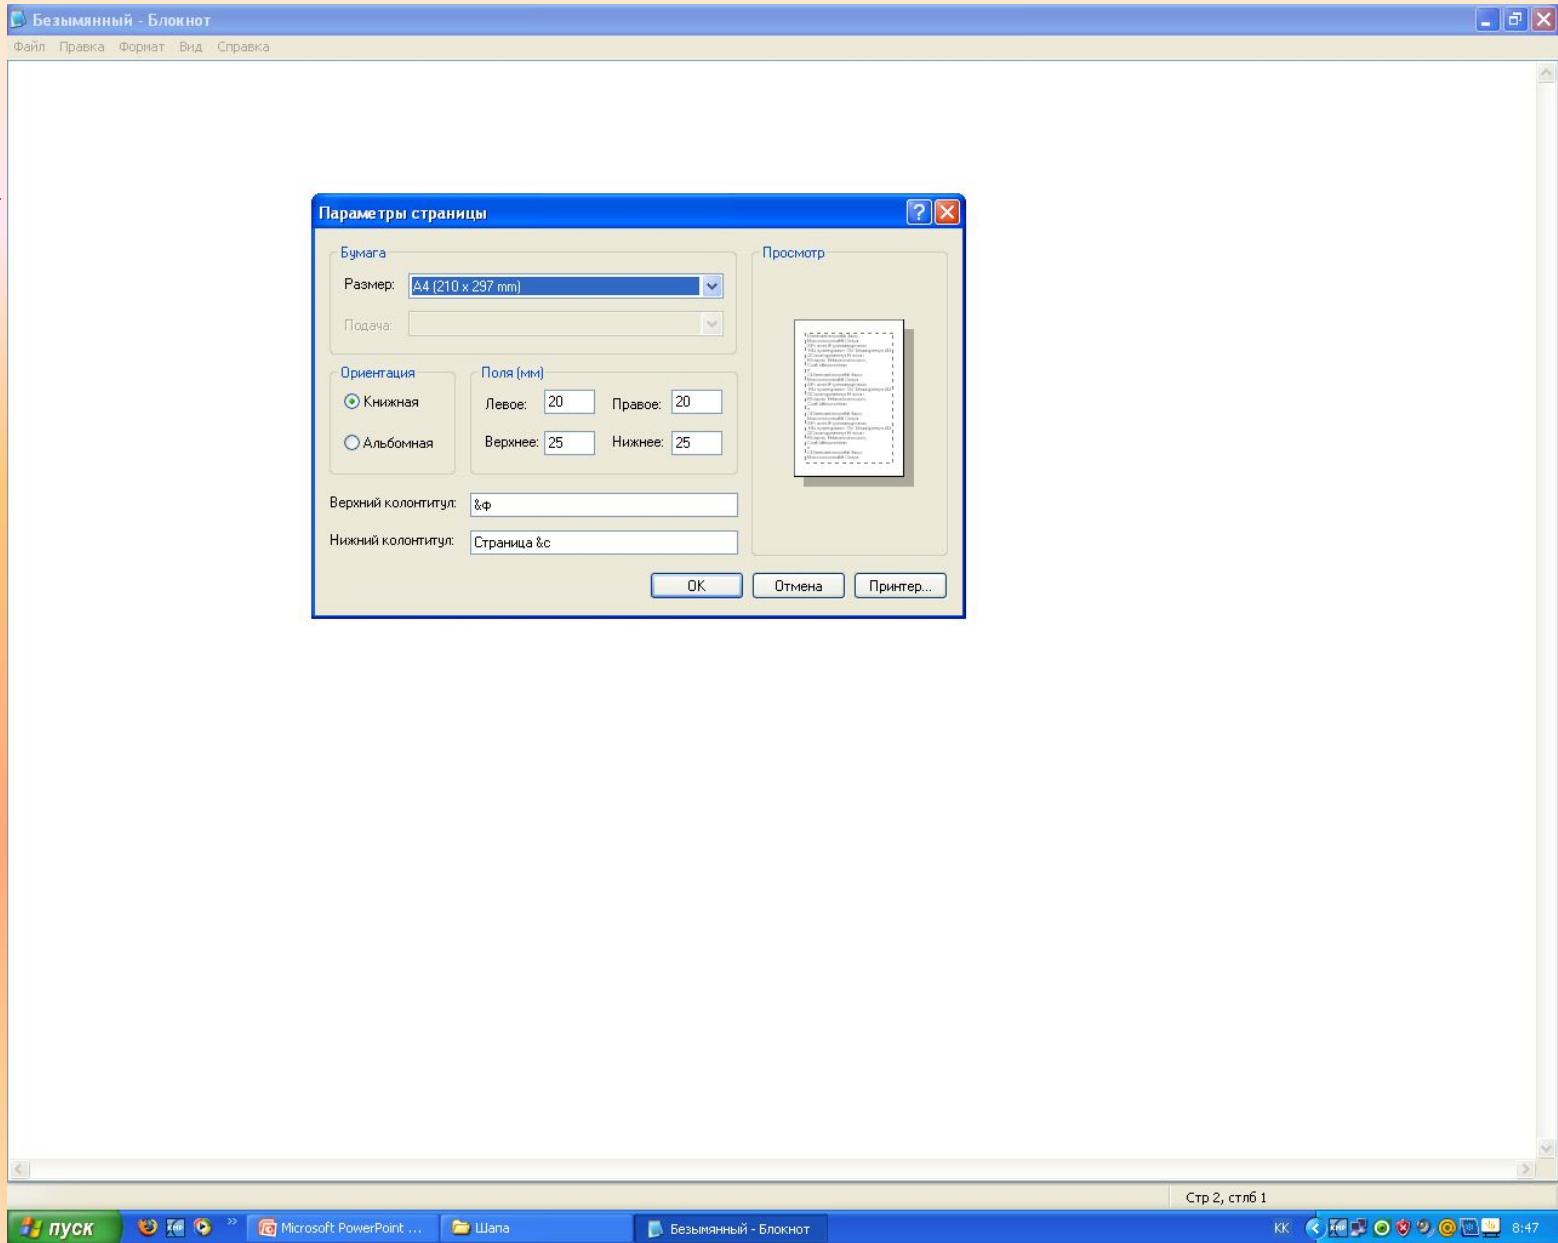 Безымянный - Блокнот
Файл Правка Формат Вид Справка
Параметры страницы
Бумага
Размер: A4 (210 x 297 mm)
Подача:
Просмотр
Ориентация
Книжная
Альбомная
Поля (мм)
Левое: 20 Правое: 20
Верхнее: 25 Нижнее: 25
Верхний колонтитул: &ф
Нижний колонтитул: Страница &с
OK Отмена Принтер...
Стр 2, стлб 1
пуск Microsoft PowerPoint ... Шапа Безымянный - Блокнот KK 8:47